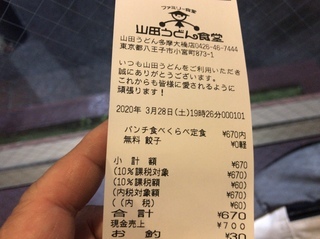 ファミリー食堂
山田うどん食堂
山田うどん多摩大橋店0426-46-7444
東京都八王子市小宮町873-1
いつも山田うどんをご利用いただき
誠にありがとうございます。
これからも皆様に愛されるように
頑張ります!
2020年 3月28日(土)19時26分000101
パンチ食べくらべ定食 ¥670内
無料 餃子 ¥0軽
小計額 ¥670
(10%課税対象 ¥670)
(10%課税額 ¥60)
(内税対象額 ¥670)
((内 税) ¥60)
合 計 ¥670
現金売上 ¥700
お 釣 ¥30